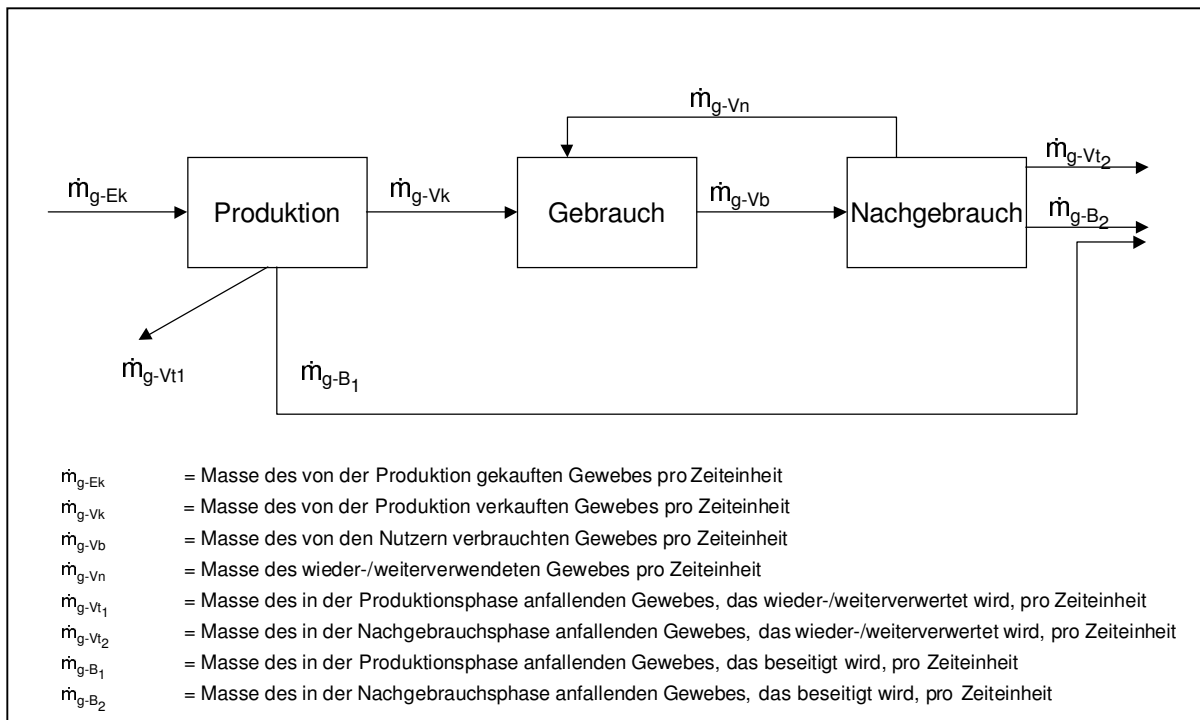 ṁg-Vn
ṁg-Vt2
ṁg-Ek
Produktion
ṁg-Vk
Gebrauch
ṁg-Vb
Nachgebrauch
ṁg-B2
ṁg-Vt1
ṁg-B1
ṁg-Ek = Masse des von der Produktion gekauften Gewebes pro Zeiteinheit
ṁg-Vk = Masse des von der Produktion verkauften Gewebes pro Zeiteinheit
ṁg-Vb = Masse des von den Nutzern verbrauchten Gewebes pro Zeiteinheit
ṁg-Vn = Masse des wieder-/weiterverwendeten Gewebes pro Zeiteinheit
ṁg-Vt1 = Masse des in der Produktionsphase anfallenden Gewebes, das wieder-/weiterverwertet wird, pro Zeiteinheit
ṁg-Vt2 = Masse des in der Nachgebrauchsphase anfallenden Gewebes, das wieder-/weiterverwertet wird, pro Zeiteinheit
ṁg-B1 = Masse des in der Produktionsphase anfallenden Gewebes, das beseitigt wird, pro Zeiteinheit
ṁg-B2 = Masse des in der Nachgebrauchsphase anfallenden Gewebes, das beseitigt wird, pro Zeiteinheit